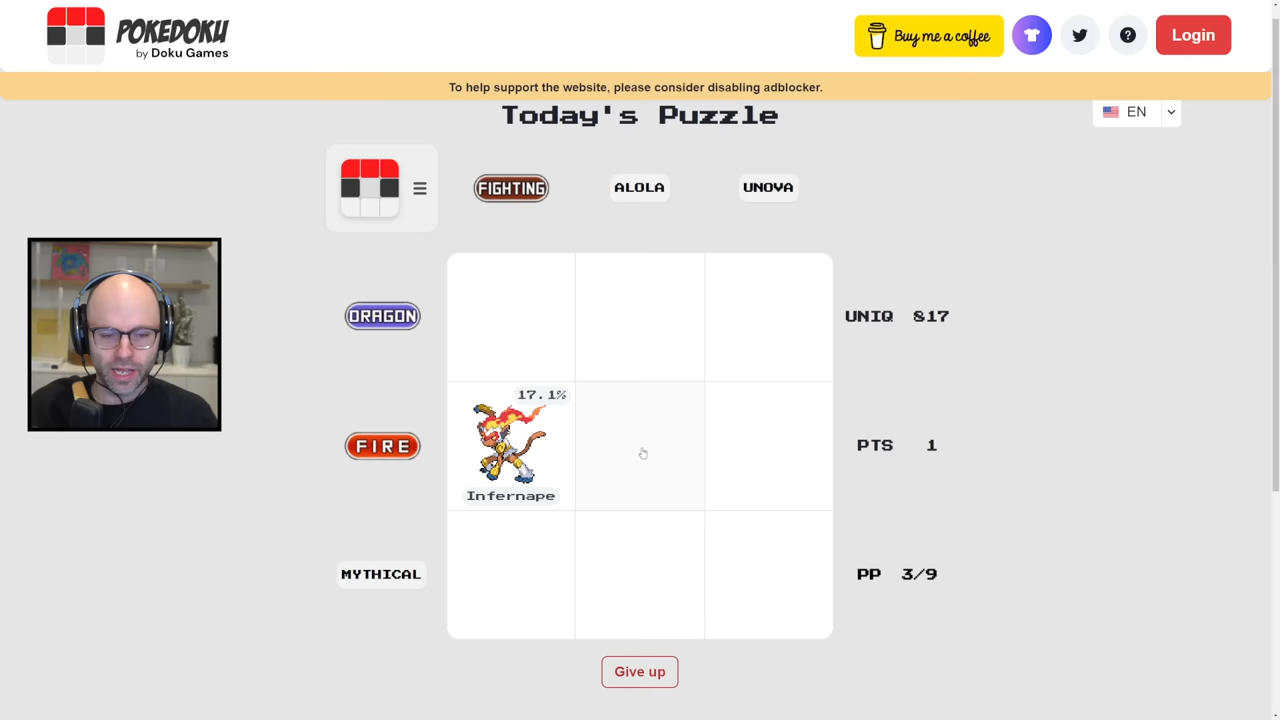 POKEDOKU
by Doku Games
Buy me a coffee
Login
To help support the website, please consider disabling adblocker.
Today's Puzzle
EN
FIGHTING
ALOLA
UNOVA
DRAGON
UNIQ 817
17.1%
FIRE
PTS 1
Infernape
MYTHICAL
PP 3/9
Give up